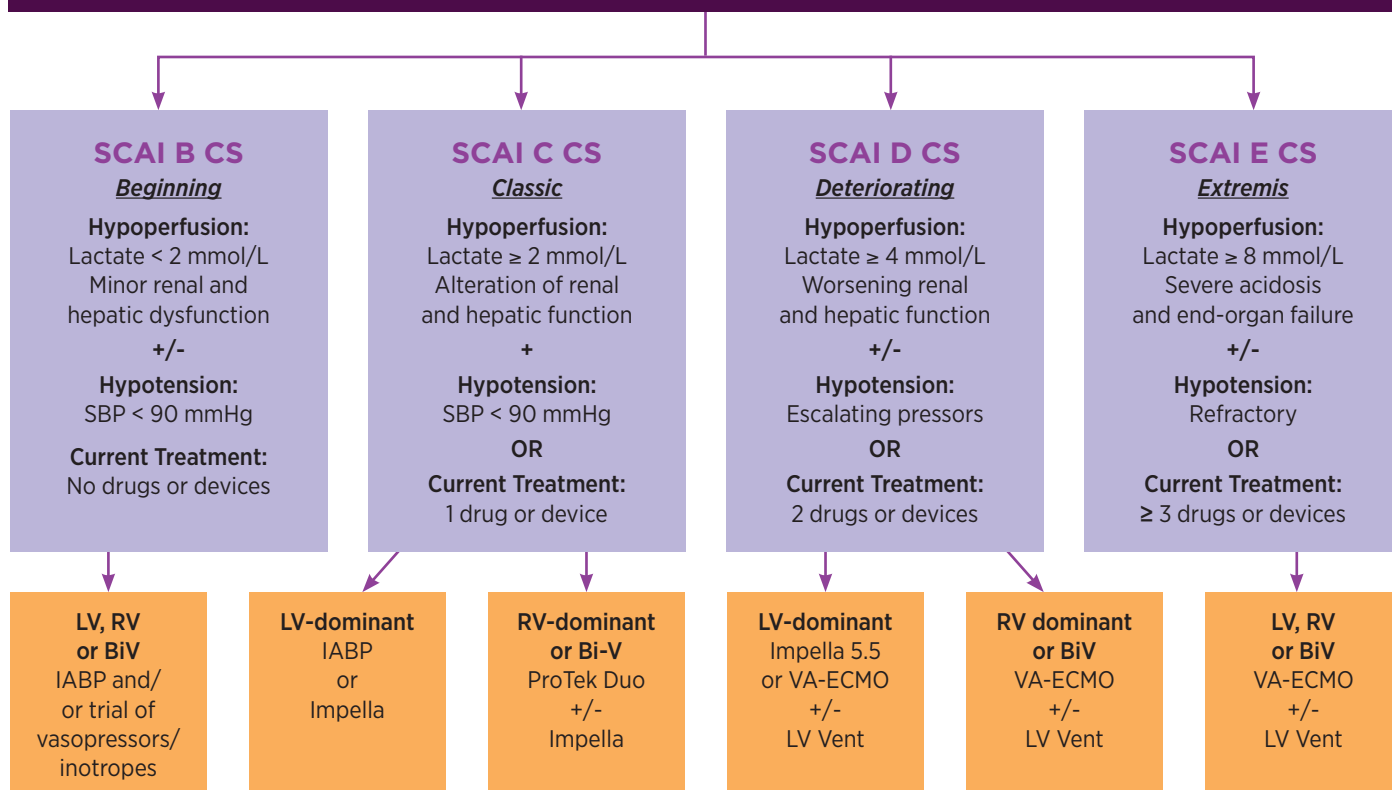 SCAI B CS
Beginning
Hypoperfusion:
Lactate < 2 mmol/L
Minor renal and
hepatic dysfunction
+/-
Hypotension:
SBP < 90 mmHg
Current Treatment:
No drugs or devices
SCAI C CS
Classic
Hypoperfusion:
Lactate ≥ 2 mmol/L
Alteration of renal
and hepatic function
+
Hypotension:
SBP < 90 mmHg
OR
Current Treatment:
1 drug or device
SCAI D CS
Deteriorating
Hypoperfusion:
Lactate ≥ 4 mmol/L
Worsening renal
and hepatic function
+/-
Hypotension:
Escalating pressors
OR
Current Treatment:
2 drugs or devices
SCAI E CS
Extremis
Hypoperfusion:
Lactate ≥ 8 mmol/L
Severe acidosis
and end-organ failure
+/-
Hypotension:
Refractory
OR
Current Treatment:
≥ 3 drugs or devices
LV, RV
or BiV
IABP and/
or trial of
vasopressors/
inotropes
LV-dominant
IABP
or
Impella
RV-dominant
or Bi-V
ProTek Duo
+/-
Impella
LV-dominant
Impella 5.5
or VA-ECMO
+/-
LV Vent
RV dominant
or BiV
VA-ECMO
+/-
LV Vent
LV, RV
or BiV
VA-ECMO
+/-
LV Vent